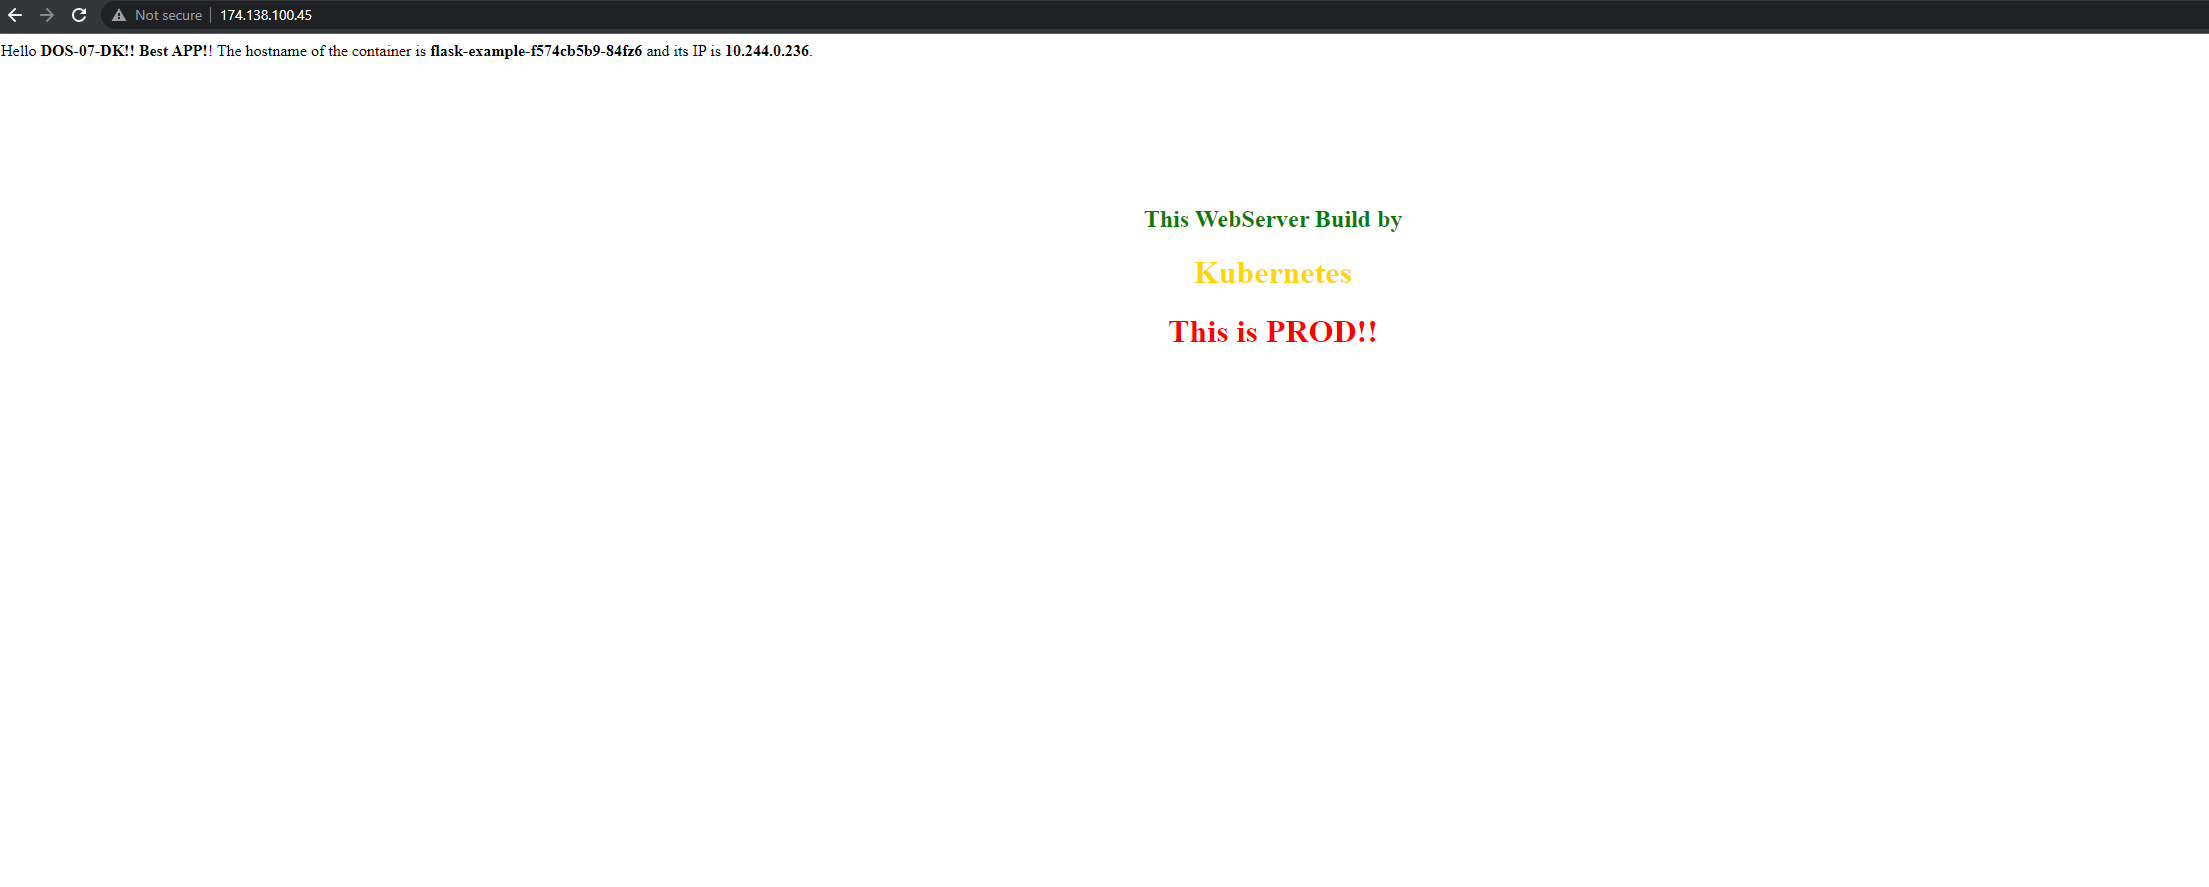 Not secure 174.138.100.45
Hello DOS-07-DK!! Best APP!! The hostname of the container is flask-example-f574cb5b9-84fz6 and its IP is 10.244.0.236.
This WebServer Build by
Kubernetes
This is PROD!!